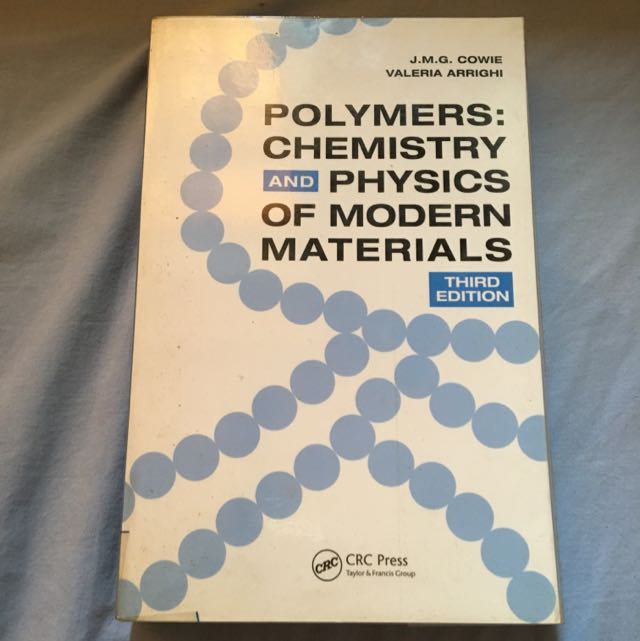 J.M.G. COWIE
VALERIA ARRIGHI
POLYMERS:
CHEMISTRY
AND PHYSICS
OF MODERN
MATERIALS
THIRD
EDITION
CRC CRC Press
Taylor & Francis Group